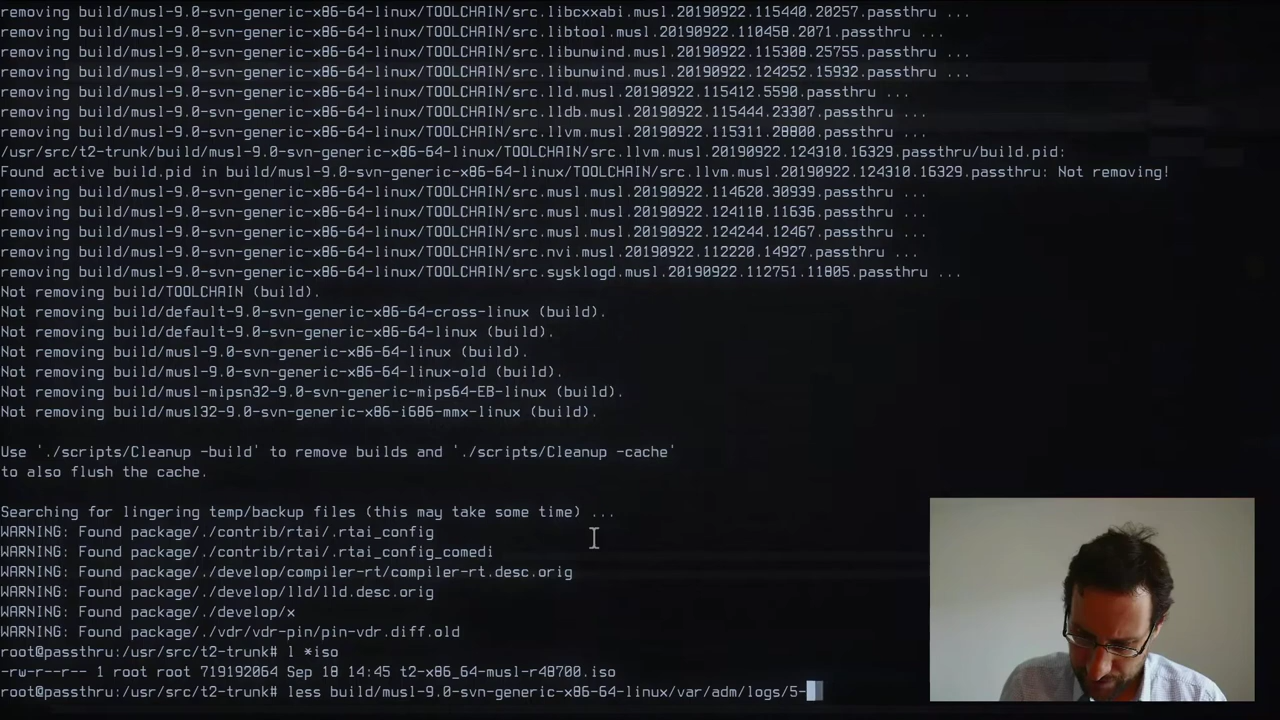 removing build/musl-9.0-svn-generic-x86-64-linux/TOOLCHAIN/src.libcxxabi.musl.20190922.115440.20257.passthru ...
removing build/musl-9.0-svn-generic-x86-64-linux/TOOLCHAIN/src.libtool.musl.20190922.110458.2071.passthru ...
removing build/musl-9.0-svn-generic-x86-64-linux/TOOLCHAIN/src.libunwind.musl.20190922.115308.25755.passthru ...
removing build/musl-9.0-svn-generic-x86-64-linux/TOOLCHAIN/src.libunwind.musl.20190922.124252.15932.passthru ...
removing build/musl-9.0-svn-generic-x86-64-linux/TOOLCHAIN/src.lld.musl.20190922.115412.5590.passthru ...
removing build/musl-9.0-svn-generic-x86-64-linux/TOOLCHAIN/src.lldb.musl.20190922.115444.23307.passthru ...
removing build/musl-9.0-svn-generic-x86-64-linux/TOOLCHAIN/src.llvm.musl.20190922.115311.28800.passthru ...
/usr/src/t2-trunk/build/musl-9.0-svn-generic-x86-64-linux/TOOLCHAIN/src.llvm.musl.20190922.124310.16329.passthru/build.pid:
Found active build.pid in build/musl-9.0-svn-generic-x86-64-linux/TOOLCHAIN/src.llvm.musl.20190922.124310.16329.passthru: Not removing!
removing build/musl-9.0-svn-generic-x86-64-linux/TOOLCHAIN/src.musl.musl.20190922.114620.30939.passthru ...
removing build/musl-9.0-svn-generic-x86-64-linux/TOOLCHAIN/src.musl.musl.20190922.124118.11636.passthru ...
removing build/musl-9.0-svn-generic-x86-64-linux/TOOLCHAIN/src.musl.musl.20190922.124244.12467.passthru ...
removing build/musl-9.0-svn-generic-x86-64-linux/TOOLCHAIN/src.nvi.musl.20190922.112220.14927.passthru ...
removing build/musl-9.0-svn-generic-x86-64-linux/TOOLCHAIN/src.sysklogd.musl.20190922.112751.11805.passthru ...
Not removing build/TOOLCHAIN (build).
Not removing build/default-9.0-svn-generic-x86-64-cross-linux (build).
Not removing build/default-9.0-svn-generic-x86-64-linux (build).
Not removing build/musl-9.0-svn-generic-x86-64-linux (build).
Not removing build/musl-9.0-svn-generic-x86-64-linux-old (build).
Not removing build/musl-mipsn32-9.0-svn-generic-mips64-EB-linux (build).
Not removing build/musl32-9.0-svn-generic-x86-i686-mmx-linux (build).
Use './scripts/Cleanup -build' to remove builds and './scripts/Cleanup -cache'
to also flush the cache.
Searching for lingering temp/backup files (this may take some time) ...
WARNING: Found package/./contrib/rtai/.rtai_config
WARNING: Found package/./contrib/rtai/.rtai_config_comedi
WARNING: Found package/./develop/compiler-rt/compiler-rt.desc.orig
WARNING: Found package/./develop/lld/lld.desc.orig
WARNING: Found package/./develop/x
WARNING: Found package/./vdr/vdr-pin/pin-vdr.diff.old
root@passthru:/usr/src/t2-trunk# l *iso
-rw-r--r-- 1 root root 719192064 Sep 18 14:45 t2-x86_64-musl-r48700.iso
root@passthru:/usr/src/t2-trunk# less build/musl-9.0-svn-generic-x86-64-linux/var/adm/logs/5-